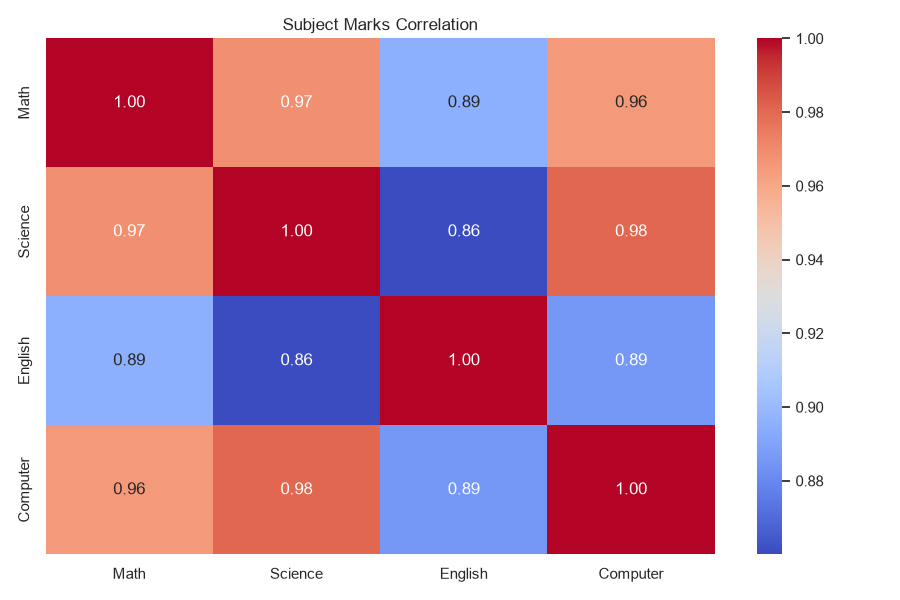 Subject Marks Correlation
Math 1.00 0.97 0.89 0.96
Science 0.97 1.00 0.86 0.98
English 0.89 0.86 1.00 0.89
Computer 0.96 0.98 0.89 1.00
Math Science English Computer
1.00
0.98
0.96
0.94
0.92
0.90
0.88